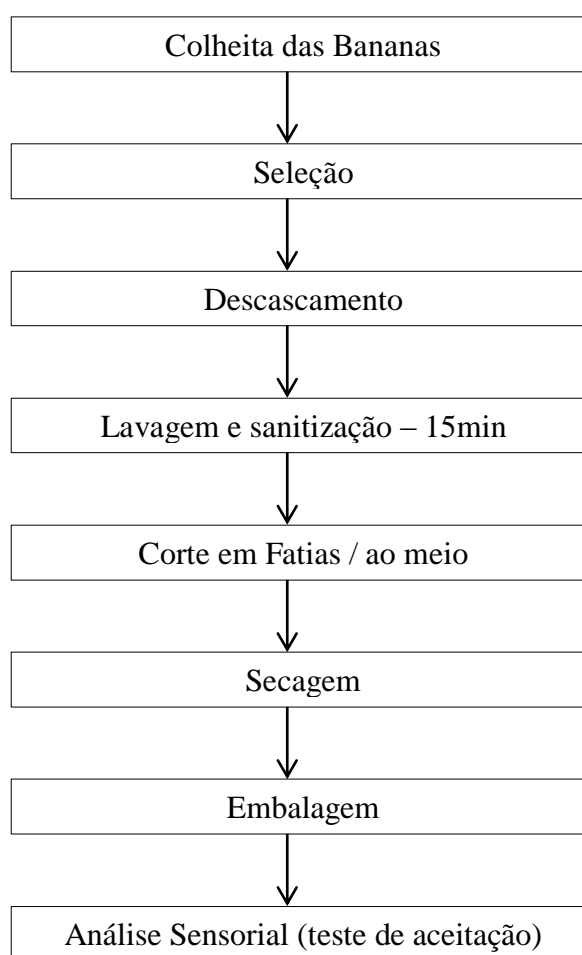 Colheita das Bananas
Seleção
Descascamento
Lavagem e sanitização – 15min
Corte em Fatias / ao meio
Secagem
Embalagem
Análise Sensorial (teste de aceitação)